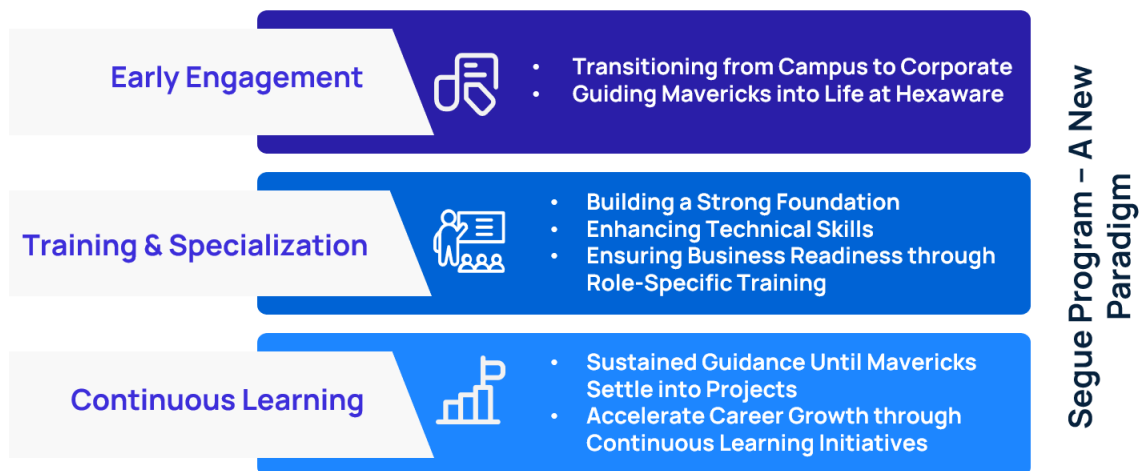 Early Engagement
• Transitioning from Campus to Corporate
• Guiding Mavericks into Life at Hexaware
Training & Specialization
• Building a Strong Foundation
• Enhancing Technical Skills
• Ensuring Business Readiness through
Role-Specific Training
Continuous Learning
• Sustained Guidance Until Mavericks
Settle into Projects
• Accelerate Career Growth through
Continuous Learning Initiatives
Segue Program – A New
Paradigm